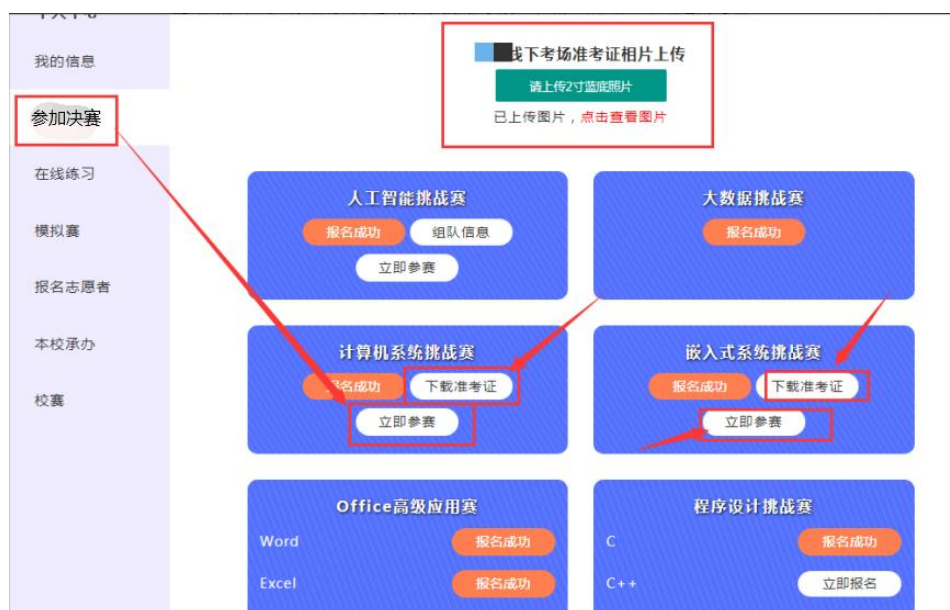 我的信息
参加决赛
在线练习
模拟赛
报名志愿者
本校承办
校赛
线下考场准考证相片上传
请上传2寸蓝底照片
已上传图片，点击查看图片
人工智能挑战赛
报名成功 组队信息
立即参赛
大数据挑战赛
报名成功
计算机系统挑战赛
报名成功 下载准考证
立即参赛
嵌入式系统挑战赛
报名成功 下载准考证
立即参赛
Office高级应用赛
Word 报名成功
Excel 报名成功
程序设计挑战赛
C 报名成功
C++ 立即报名